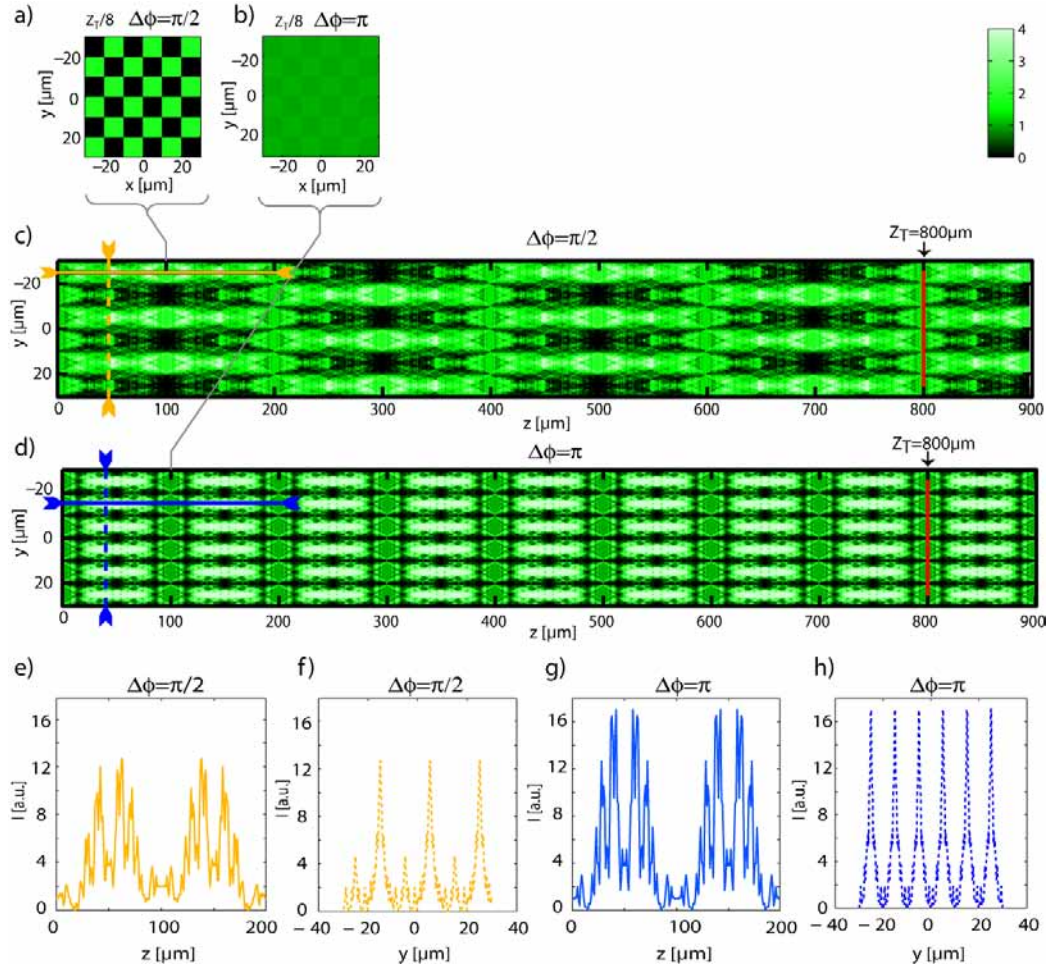 a) Z_T/8 Δϕ=π/2 b) Z_T/8 Δϕ=π
4
3
2
1
0
y [μm] −20 0 20
−20 0 20
x [μm]
y [μm] −20 0 20
−20 0 20
x [μm]
c) Δϕ=π/2 Z_T=800μm
y [μm] −20 0 20
0 100 200 300 400 500 600 700 800 900
z [μm]
d) Δϕ=π Z_T=800μm
y [μm] −20 0 20
0 100 200 300 400 500 600 700 800 900
z [μm]
e) Δϕ=π/2
I [a.u.] 16 12 8 4 0
0 100 200
z [μm]
f) Δϕ=π/2
I [a.u.] 16 12 8 4 0
−40 −20 0 20 40
y [μm]
g) Δϕ=π
I [a.u.] 16 12 8 4 0
0 100 200
z [μm]
h) Δϕ=π
I [a.u.] 16 12 8 4 0
−40 −20 0 20 40
y [μm]